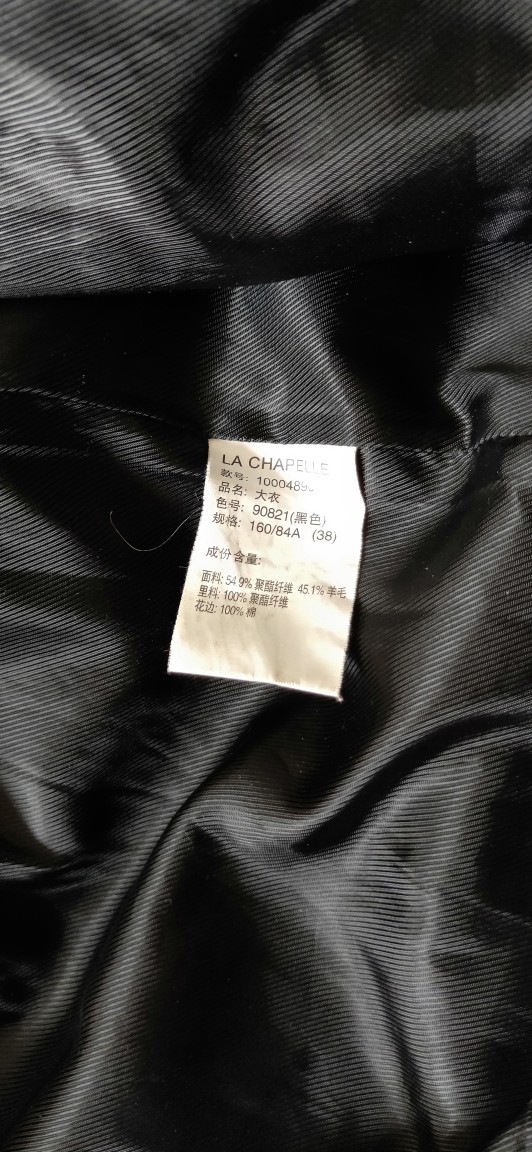 LA CHAPELLE
款号: 1000489
品名: 大衣
色号: 90821(黑色)
规格: 160/84A (38)
成份含量:
面料: 54.9% 聚酯纤维 45.1% 羊毛
里料: 100% 聚酯纤维
花边: 100% 棉